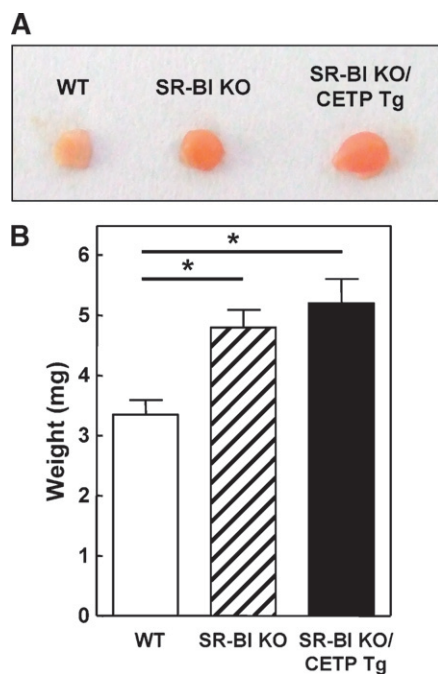 A
WT
SR-BI KO
SR-BI KO/
CETP Tg
B
*
*
Weight (mg)
6
5
4
3
2
1
0
WT
SR-BI KO
SR-BI KO/
CETP Tg